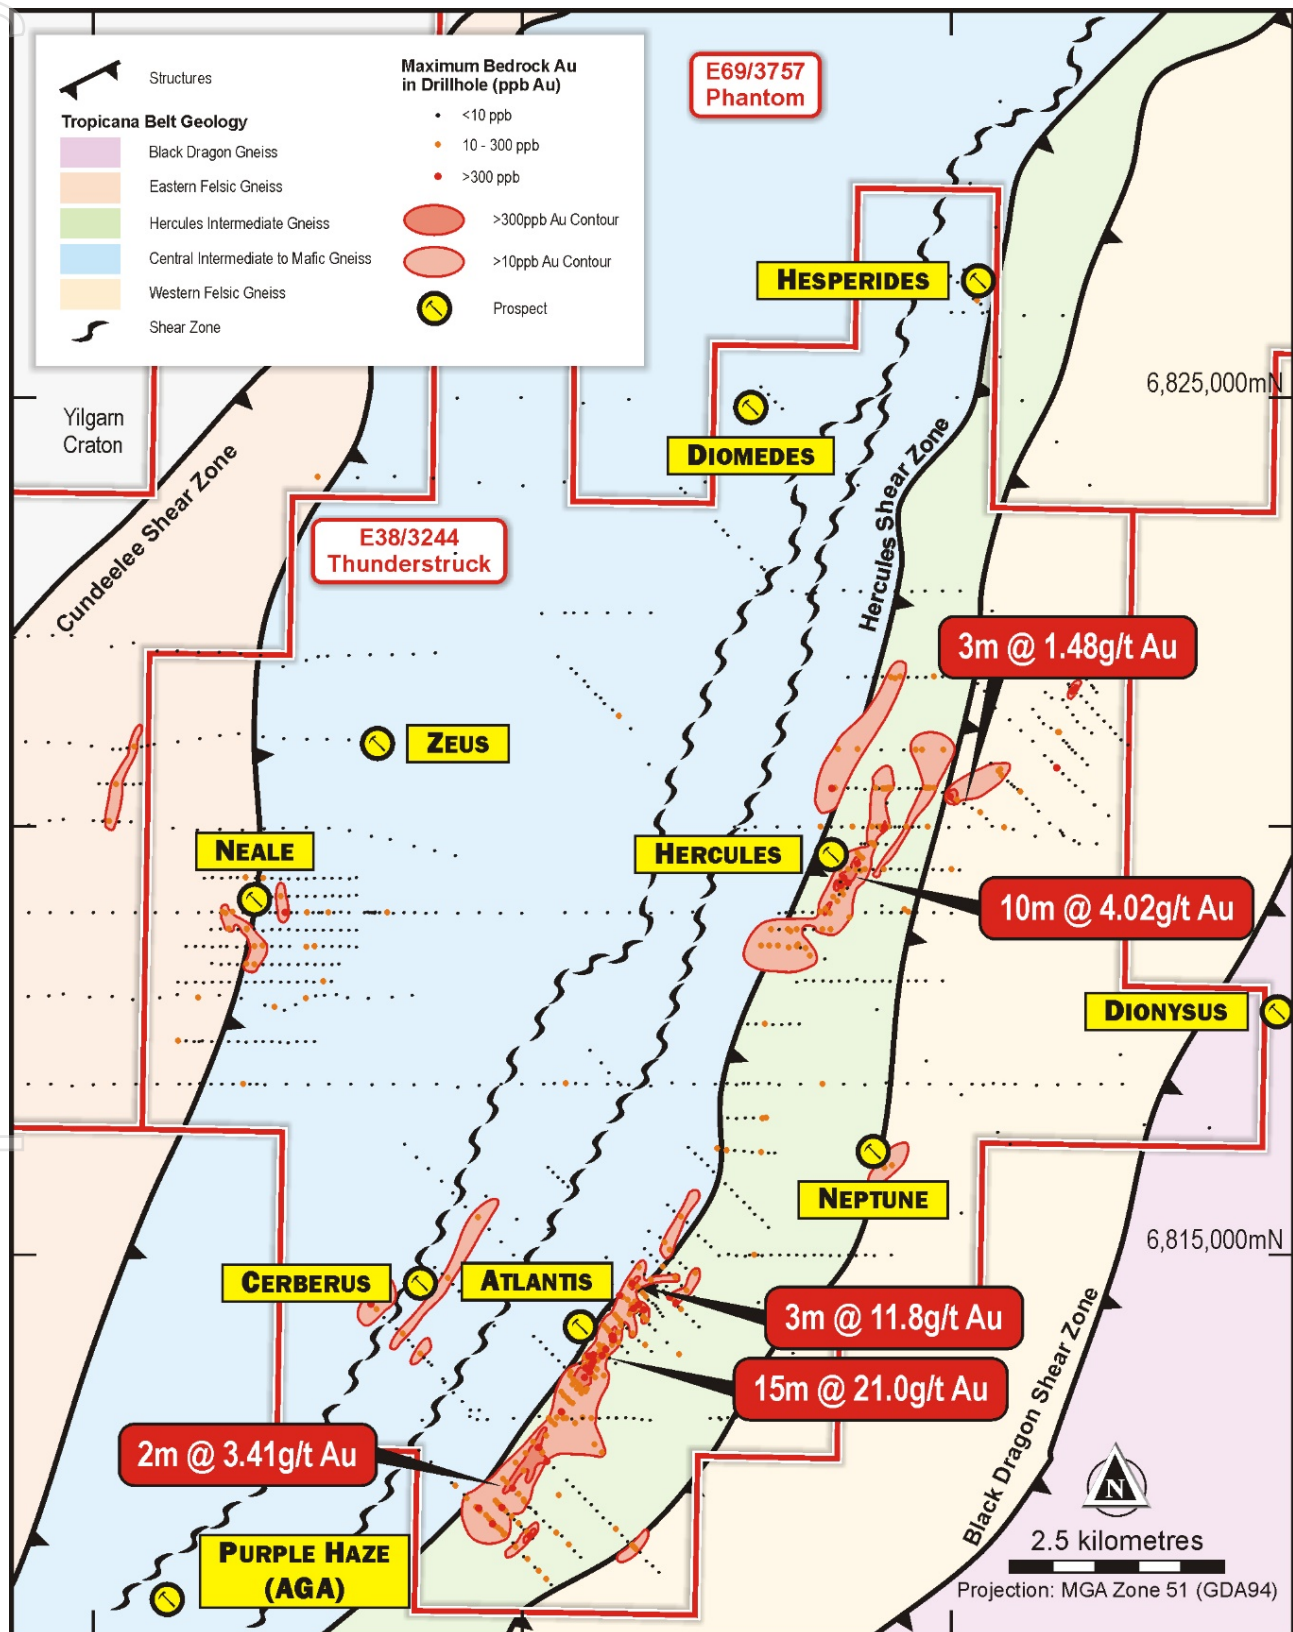 Structures
Tropicana Belt Geology
Black Dragon Gneiss
Eastern Felsic Gneiss
Hercules Intermediate Gneiss
Central Intermediate to Mafic Gneiss
Western Felsic Gneiss
Shear Zone
Maximum Bedrock Au
in Drillhole (ppb Au)
<10 ppb
10 - 300 ppb
>300 ppb
>300ppb Au Contour
>10ppb Au Contour
Prospect
E69/3757
Phantom
HESPERIDES
6,825,000mN
Yilgarn
Craton
DIOMEDES
Cundeelee Shear Zone
Hercules Shear Zone
E38/3244
Thunderstruck
3m @ 1.48g/t Au
ZEUS
NEALE
HERCULES
10m @ 4.02g/t Au
DIONYSUS
NEPTUNE
6,815,000mN
CERBERUS
ATLANTIS
3m @ 11.8g/t Au
15m @ 21.0g/t Au
2m @ 3.41g/t Au
Black Dragon Shear Zone
N
PURPLE HAZE
(AGA)
2.5 kilometres
Projection: MGA Zone 51 (GDA94)